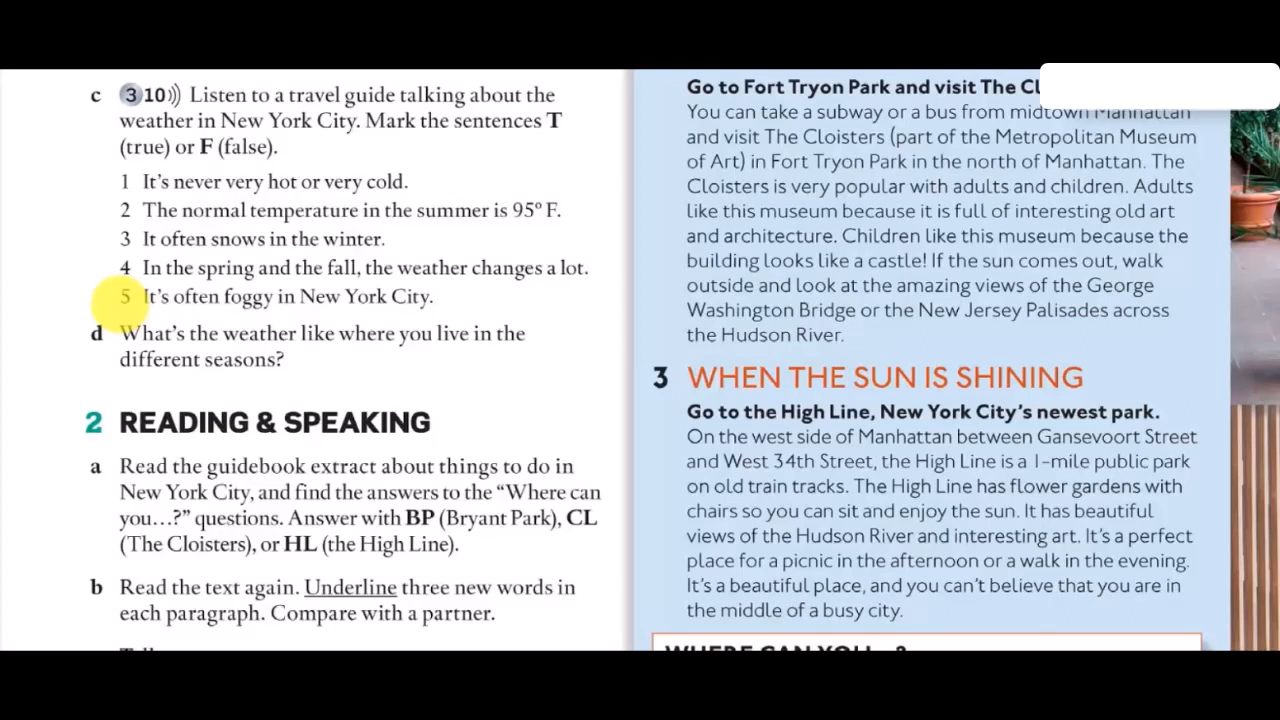 c 3 10 Listen to a travel guide talking about the
weather in New York City. Mark the sentences T
(true) or F (false).
1 It's never very hot or very cold.
2 The normal temperature in the summer is 95º F.
3 It often snows in the winter.
4 In the spring and the fall, the weather changes a lot.
5 It's often foggy in New York City.
d What's the weather like where you live in the
different seasons?
2 READING & SPEAKING
a Read the guidebook extract about things to do in
New York City, and find the answers to the “Where can
you...?” questions. Answer with BP (Bryant Park), CL
(The Cloisters), or HL (the High Line).
b Read the text again. Underline three new words in
each paragraph. Compare with a partner.
Go to Fort Tryon Park and visit The
You can take a subway or a bus from midtown Manhattan
and visit The Cloisters (part of the Metropolitan Museum
of Art) in Fort Tryon Park in the north of Manhattan. The
Cloisters is very popular with adults and children. Adults
like this museum because it is full of interesting old art
and architecture. Children like this museum because the
building looks like a castle! If the sun comes out, walk
outside and look at the amazing views of the George
Washington Bridge or the New Jersey Palisades across
the Hudson River.
3 WHEN THE SUN IS SHINING
Go to the High Line, New York City's newest park.
On the west side of Manhattan between Gansevoort Street
and West 34th Street, the High Line is a 1-mile public park
on old train tracks. The High Line has flower gardens with
chairs so you can sit and enjoy the sun. It has beautiful
views of the Hudson River and interesting art. It's a perfect
place for a picnic in the afternoon or a walk in the evening.
It's a beautiful place, and you can't believe that you are in
the middle of a busy city.
WHERE CAN YOU...?